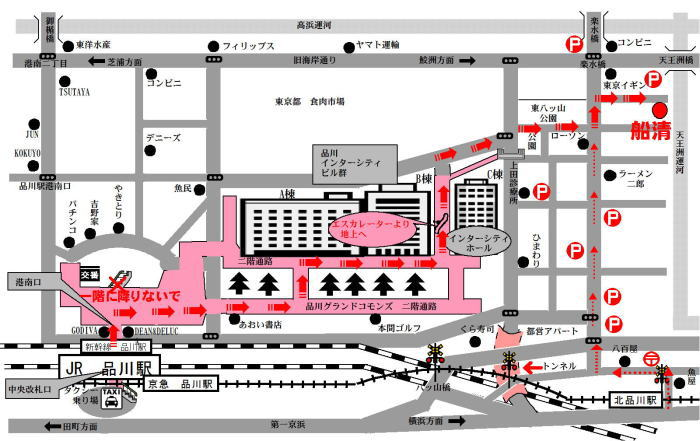 高浜運河
御楯橋
楽水橋
東洋水産
フィリップス
ヤマト運輸
コンビニ
港南二丁目
芝浦方面
旧海岸通り
鮫洲方面
楽水橋
天王洲橋
TSUTAYA
コンビニ
東京都 食肉市場
東京イギン
東八ッ山
公園
船清
JUN
デニーズ
公園
ローソン
天王洲運河
KOKUYO
品川
インターシティ
ビル群
品川駅港南口
魚民
A棟
B棟
C棟
上田診療所
ラーメン
二郎
パチンコ
吉野家
やきとり
エスカレーターより
地上へ
インターシティ
ホール
ひまわり
交番
二階通路
港南口
一階に降りないで
品川グランドコモンズ 二階通路
GODIVA
DEAN&DELUC
あおい書店
本間ゴルフ
くら寿司
都営アパート
新幹線 品川駅
八百屋
JR 品川駅
トンネル
中央改札口
京急 品川駅
八ッ山橋
魚屋
タクシー
乗り場
TAXI
北品川駅
田町方面
第一京浜
横浜方面